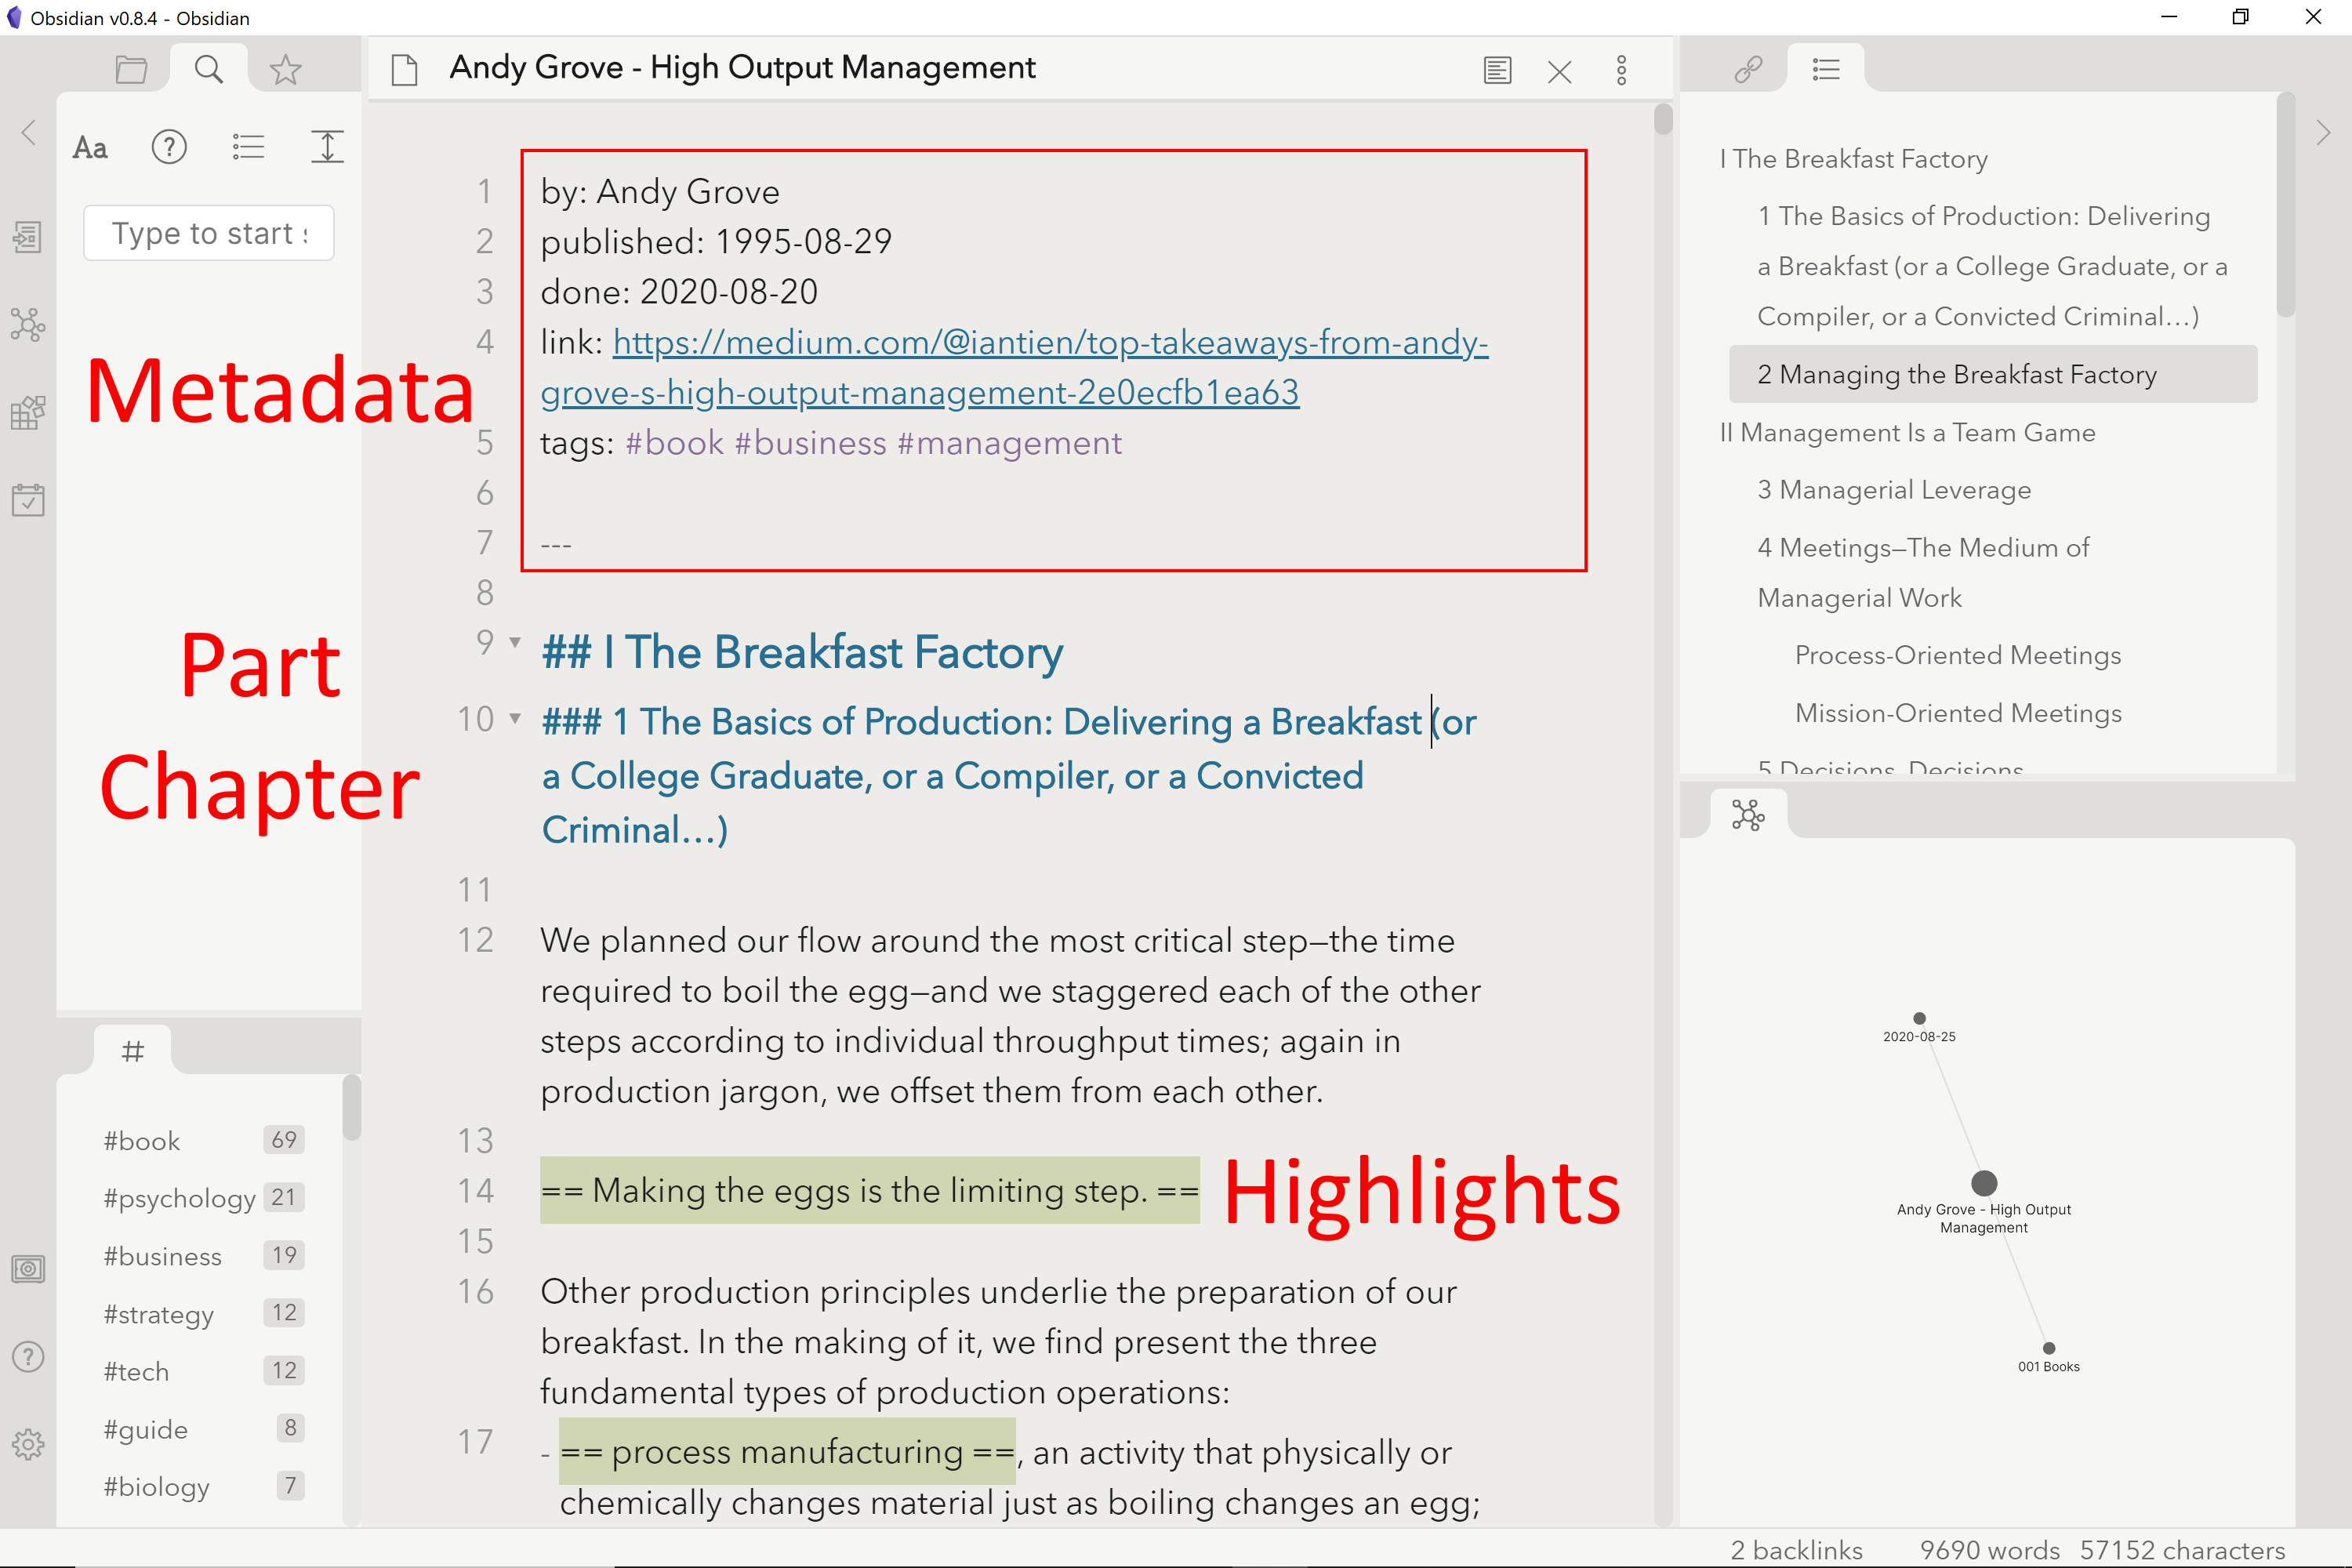 Obsidian v0.8.4 - Obsidian
Andy Grove - High Output Management
Aa
Type to start
Metadata
Part
Chapter
#
#book 69
#psychology 21
#business 19
#strategy 12
#tech 12
#guide 8
#biology 7
1 by: Andy Grove
2 published: 1995-08-29
3 done: 2020-08-20
4 link: https://medium.com/@iantien/top-takeaways-from-andy-
grove-s-high-output-management-2e0ecfb1ea63
5 tags: #book #business #management
6
7 ---
8
9 ## I The Breakfast Factory
10 ### 1 The Basics of Production: Delivering a Breakfast (or
a College Graduate, or a Compiler, or a Convicted
Criminal…)
11
12 We planned our flow around the most critical step—the time
required to boil the egg—and we staggered each of the other
steps according to individual throughput times; again in
production jargon, we offset them from each other.
13
14 == Making the eggs is the limiting step. ==
Highlights
15
16 Other production principles underlie the preparation of our
breakfast. In the making of it, we find present the three
fundamental types of production operations:
17 - == process manufacturing ==, an activity that physically or
chemically changes material just as boiling changes an egg;
I The Breakfast Factory
1 The Basics of Production: Delivering
a Breakfast (or a College Graduate, or a
Compiler, or a Convicted Criminal…)
2 Managing the Breakfast Factory
II Management Is a Team Game
3 Managerial Leverage
4 Meetings—The Medium of
Managerial Work
Process-Oriented Meetings
Mission-Oriented Meetings
5 Decisions, Decisions
2020-08-25
Andy Grove - High Output
Management
001 Books
2 backlinks 9690 words 57152 characters